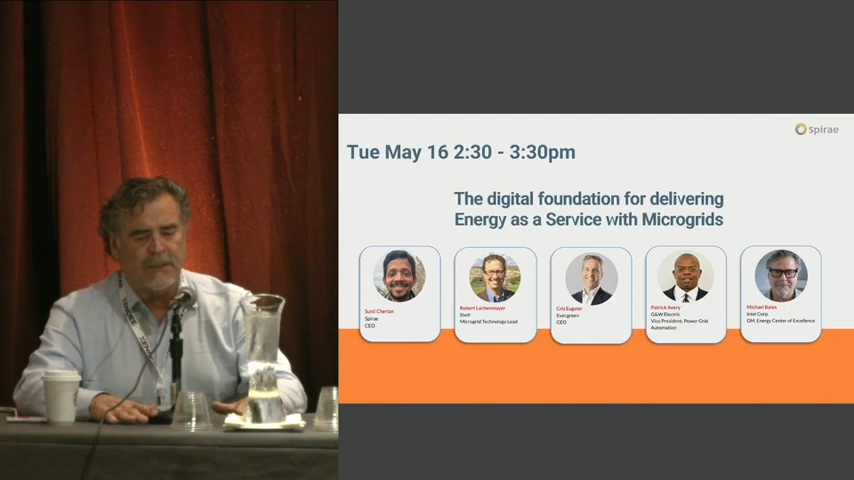 spirae
Tue May 16 2:30 - 3:30pm
The digital foundation for delivering
Energy as a Service with Microgrids
Sunil Cherian
Spirae
CEO
Robert Lachenmayer
Shell
Microgrid Technology Lead
Cris Eugster
Evergreen
CEO
Patrick Avery
G&W Electric
Vice President, Power Grid
Automation
Michael Bates
Intel Corp.
GM, Energy Center of Excellence